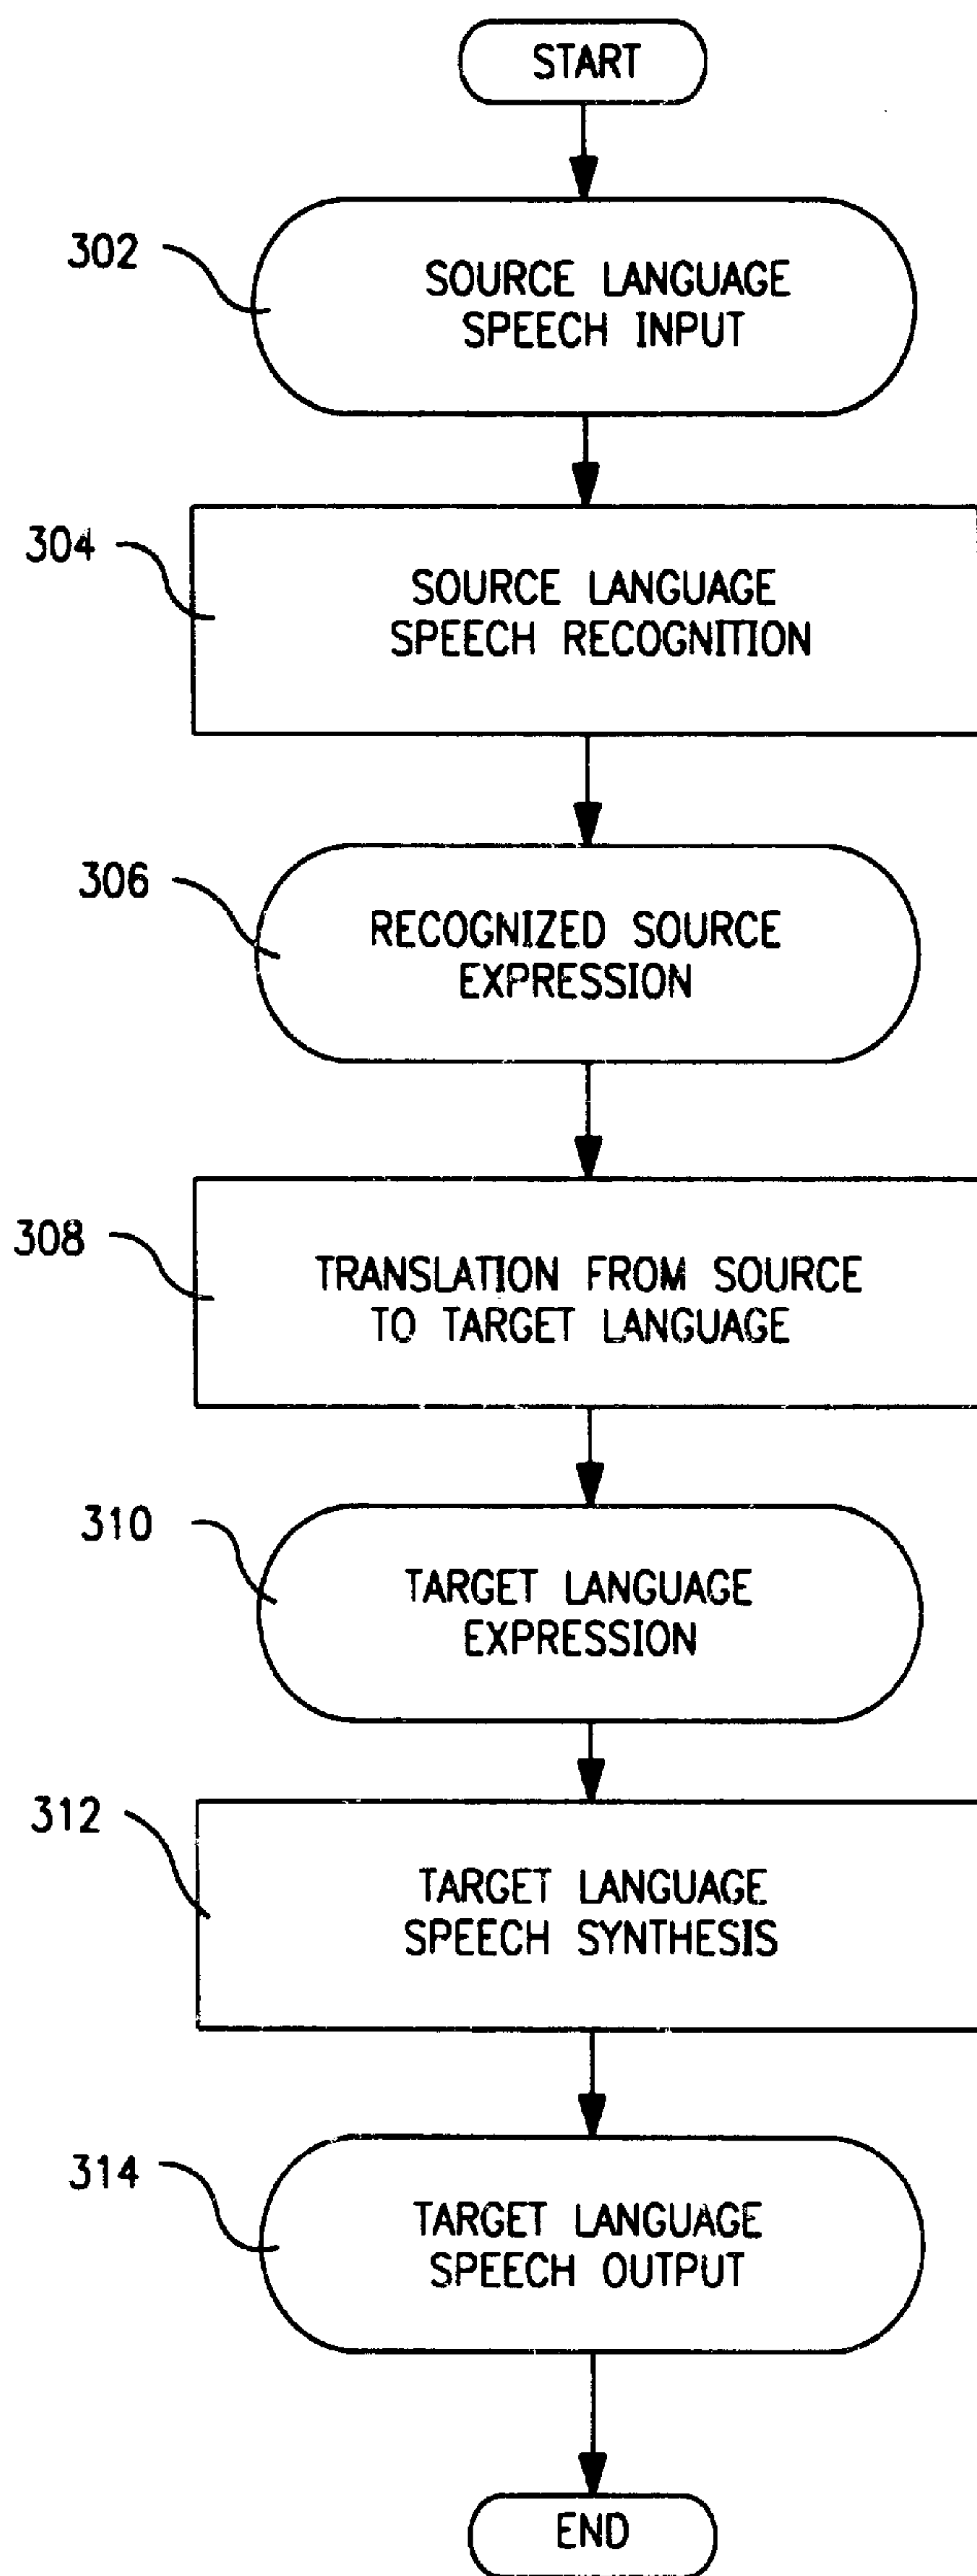 START
302
SOURCE LANGUAGE
SPEECH INPUT
304
SOURCE LANGUAGE
SPEECH RECOGNITION
306
RECOGNIZED SOURCE
EXPRESSION
308
TRANSLATION FROM SOURCE
TO TARGET LANGUAGE
310
TARGET LANGUAGE
EXPRESSION
312
TARGET LANGUAGE
SPEECH SYNTHESIS
314
TARGET LANGUAGE
SPEECH OUTPUT
END